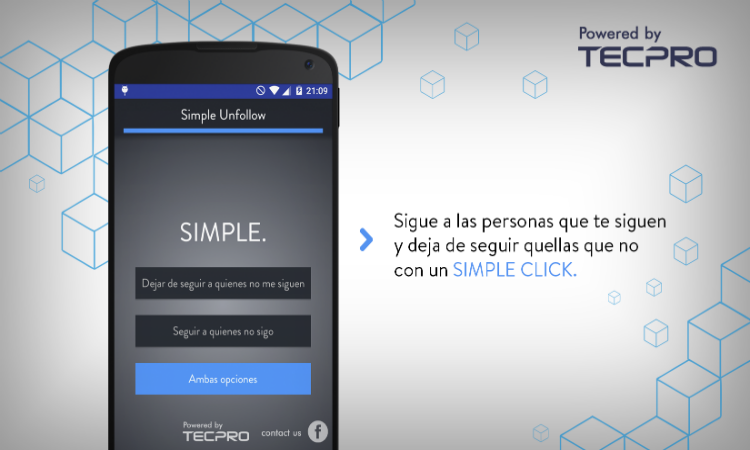 Powered by
TECPRO
21:09
Simple Unfollow
SIMPLE.
Dejar de seguir a quienes no me siguen
Seguir a quienes no sigo
Ambas opciones
Powered by
TECPRO
contact us
f
Sigue a las personas que te siguen
y deja de seguir quellas que no
con un SIMPLE CLICK.